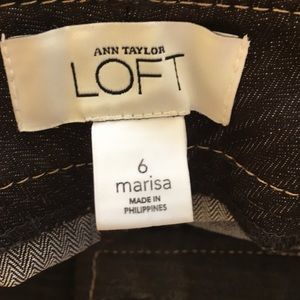 ANN TAYLOR
LOFT
6
marisa
MADE IN
PHILIPPINES